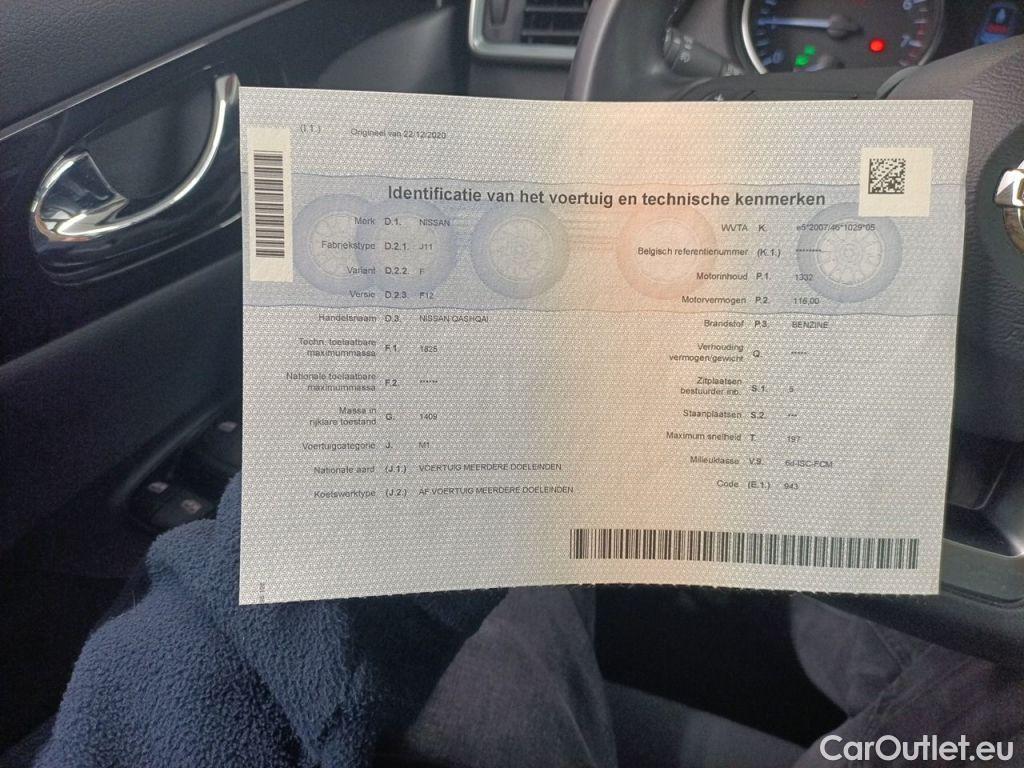 (I.1.) Origineel van 22/12/2020
Identificatie van het voertuig en technische kenmerken
Merk D.1. NISSAN
Fabriekstype D.2.1. J11
Variant D.2.2. F
Versie D.2.3. F12
Handelsnaam D.3. NISSAN QASHQAI
Techn. toelaatbare
maximummassa F.1. 1825
Nationale toelaatbare
maximummassa F.2. ******
Massa in
rijklare toestand G. 1409
Voertuigcategorie J. M1
Nationale aard (J.1.) VOERTUIG MEERDERE DOELEINDEN
Koetswerktype (J.2.) AF VOERTUIG MEERDERE DOELEINDEN
WVTA K. e5*2007/46*1029*05
Belgisch referentienummer (K.1.) ********
Motorinhoud P.1. 1332
Motorvermogen P.2. 116,00
Brandstof P.3. BENZINE
Verhouding
vermogen/gewicht Q. *****
Zitplaatsen
bestuurder inb. S.1. 5
Staanplaatsen S.2. ***
Maximum snelheid T. 197
Milieuklasse V.9. 6d-ISC-FCM
Code (E.1.) 943
CarOutlet.eu